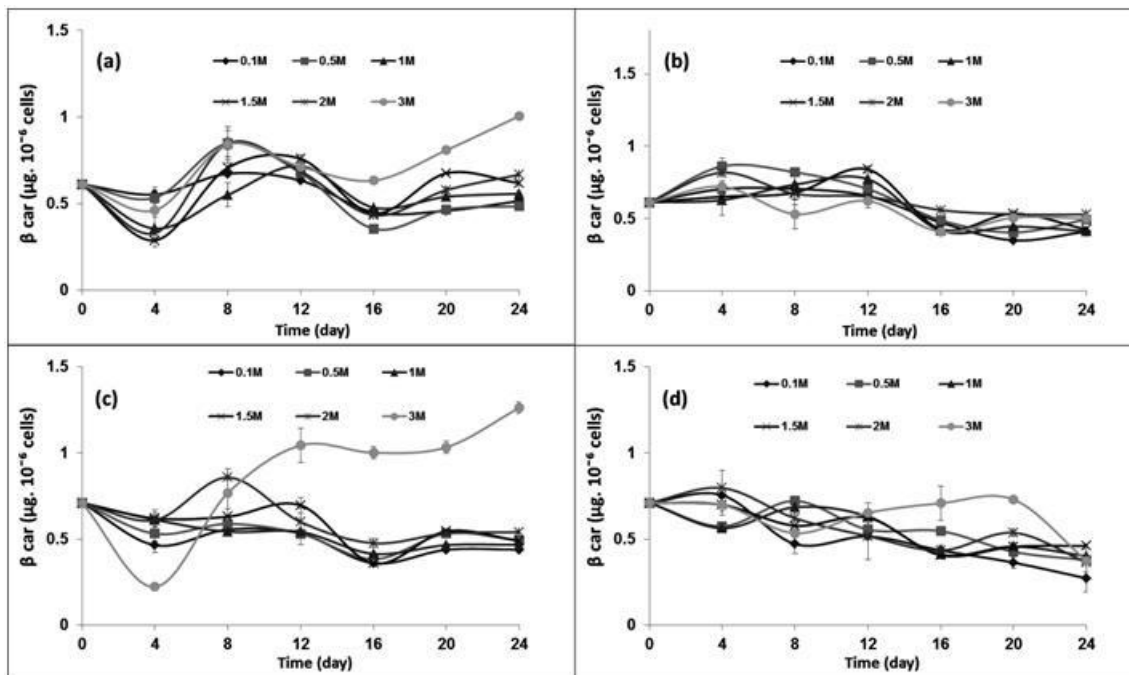 1.5
(a)
0.1M 0.5M 1M
1.5M 2M 3M
1
0.5
0
β car (µg. 10⁻⁶ cells)
0 4 8 12 16 20 24
Time (day)
1.5
(b)
0.1M 0.5M 1M
1.5M 2M 3M
1
0.5
0
β car (µg. 10⁻⁶ cells)
0 4 8 12 16 20 24
Time (day)
1.5
(c)
0.1M 0.5M 1M
1.5M 2M 3M
1
0.5
0
β car (µg. 10⁻⁶ cells)
0 4 8 12 16 20 24
Time (day)
1.5
(d)
0.1M 0.5M 1M
1.5M 2M 3M
1
0.5
0
β car (µg. 10⁻⁶ cells)
0 4 8 12 16 20 24
Time (day)